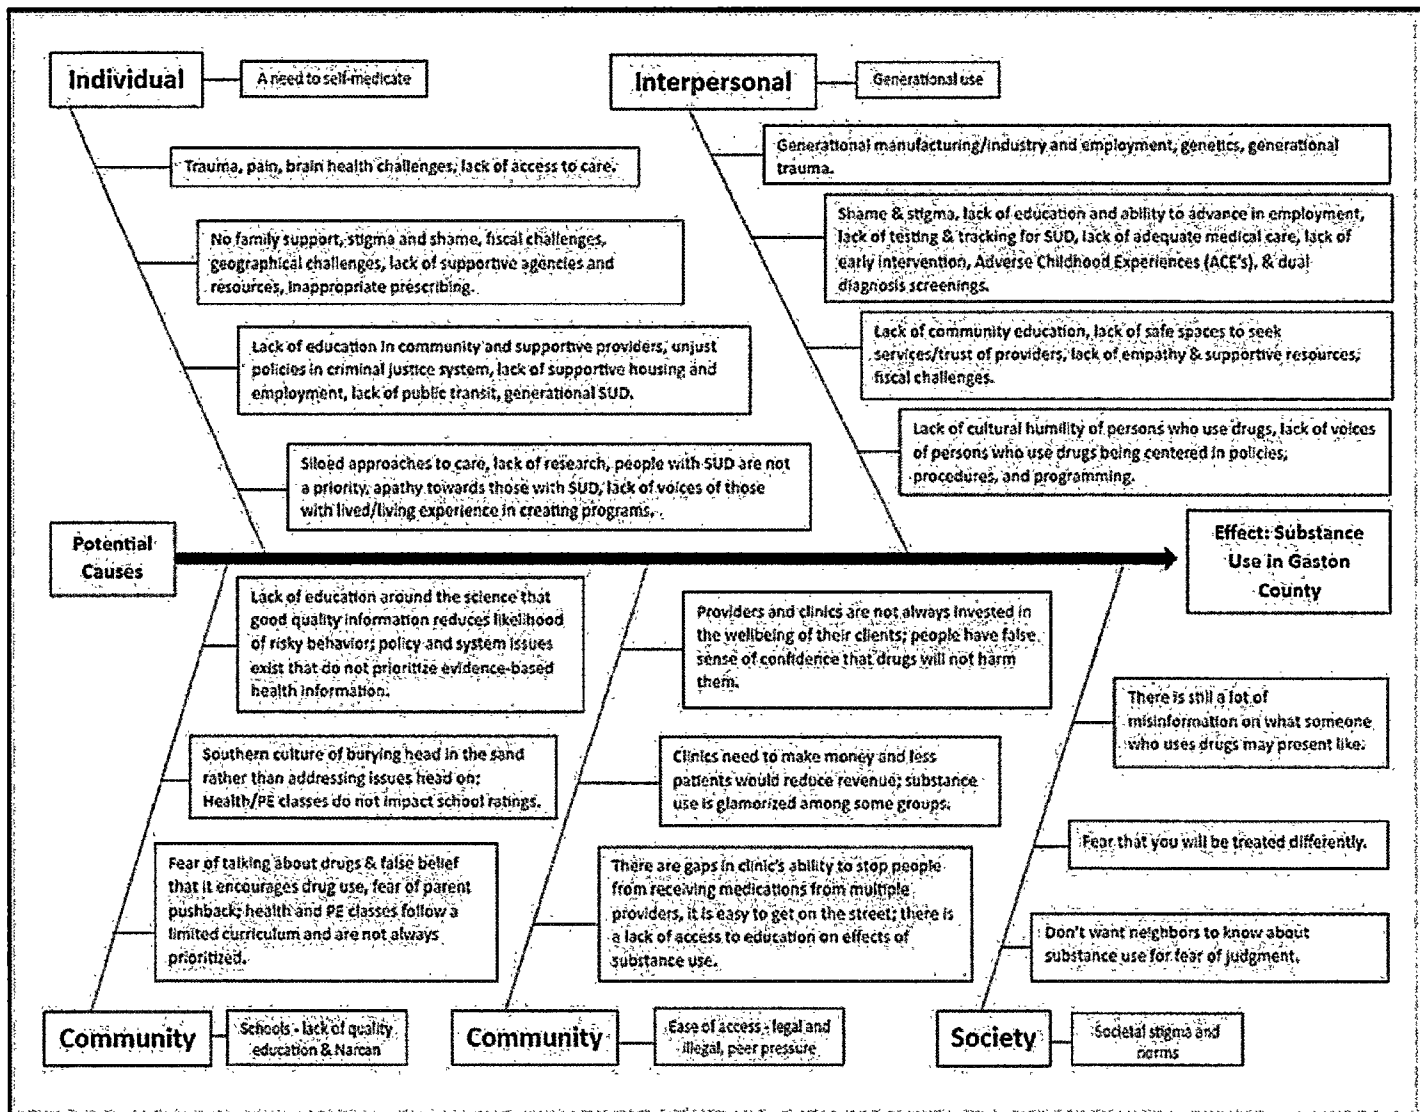 Individual
A need to self-medicate
Trauma, pain, brain health challenges, lack of access to care.
No family support, stigma and shame, fiscal challenges,
geographical challenges, lack of supportive agencies and
resources, inappropriate prescribing.
Lack of education in community and supportive providers, unjust
policies in criminal justice system, lack of supportive housing and
employment, lack of public transit, generational SUD.
Siloed approaches to care, lack of research, people with SUD are not
a priority, apathy towards those with SUD, lack of voices of those
with lived/living experience in creating programs.
Interpersonal
Generational use
Generational manufacturing/industry and employment, genetics, generational
trauma.
Shame & stigma, lack of education and ability to advance in employment,
lack of testing & tracking for SUD, lack of adequate medical care, lack of
early intervention, Adverse Childhood Experiences (ACE's), & dual
diagnosis screenings.
Lack of community education, lack of safe spaces to seek
services/trust of providers, lack of empathy & supportive resources,
fiscal challenges.
Lack of cultural humility of persons who use drugs, lack of voices
of persons who use drugs being centered in policies,
procedures, and programming.
Potential
Causes
Effect: Substance
Use in Gaston
County
Lack of education around the science that
good quality information reduces likelihood
of risky behavior; policy and system issues
exist that do not prioritize evidence-based
health information.
Southern culture of burying head in the sand
rather than addressing issues head on;
Health/PE classes do not impact school ratings.
Fear of talking about drugs & false belief
that it encourages drug use, fear of parent
pushback; health and PE classes follow a
limited curriculum and are not always
prioritized.
Community
Schools - lack of quality
education & Narcan
Providers and clinics are not always invested in
the wellbeing of their clients; people have false
sense of confidence that drugs will not harm
them.
Clinics need to make money and less
patients would reduce revenue; substance
use is glamorized among some groups.
There are gaps in clinic's ability to stop people
from receiving medications from multiple
providers, it is easy to get on the street; there is
a lack of access to education on effects of
substance use.
Community
Ease of access - legal and
illegal, peer pressure
There is still a lot of
misinformation on what someone
who uses drugs may present like.
Fear that you will be treated differently.
Don't want neighbors to know about
substance use for fear of judgment.
Society
Societal stigma and
norms